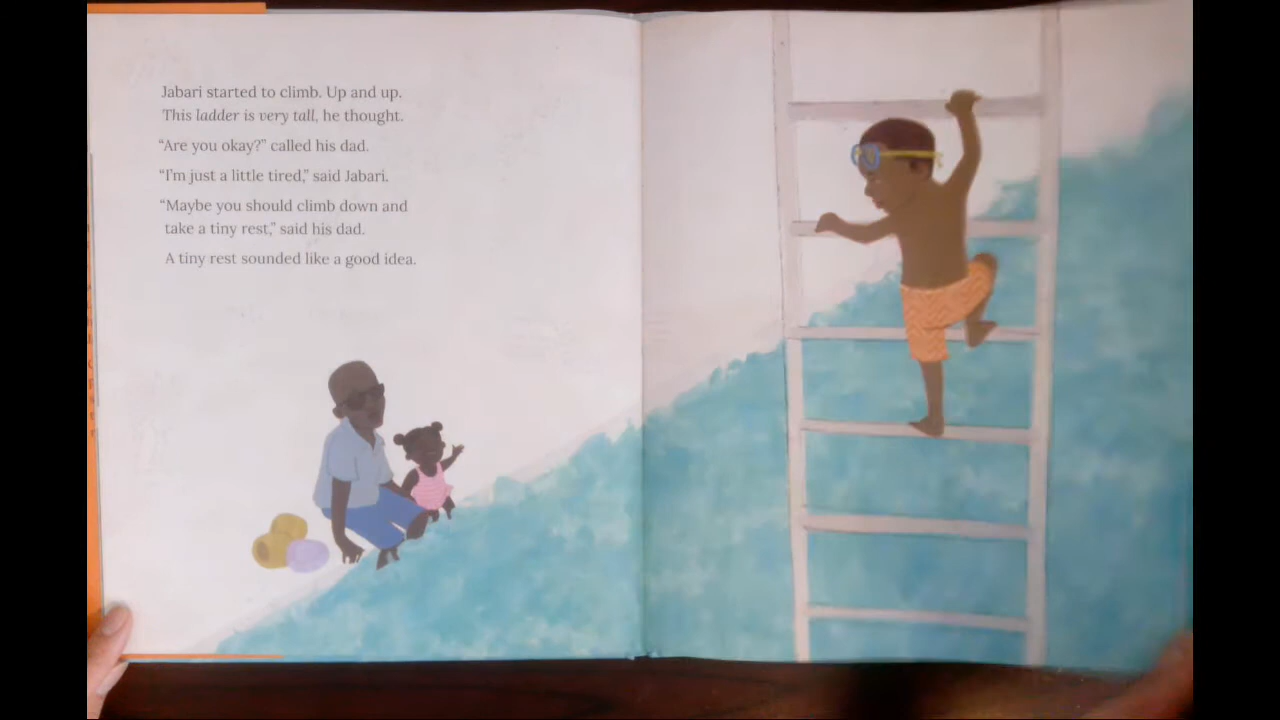 Jabari started to climb. Up and up.
This ladder is very tall, he thought.
“Are you okay?” called his dad.
“I’m just a little tired,” said Jabari.
“Maybe you should climb down and
take a tiny rest,” said his dad.
A tiny rest sounded like a good idea.